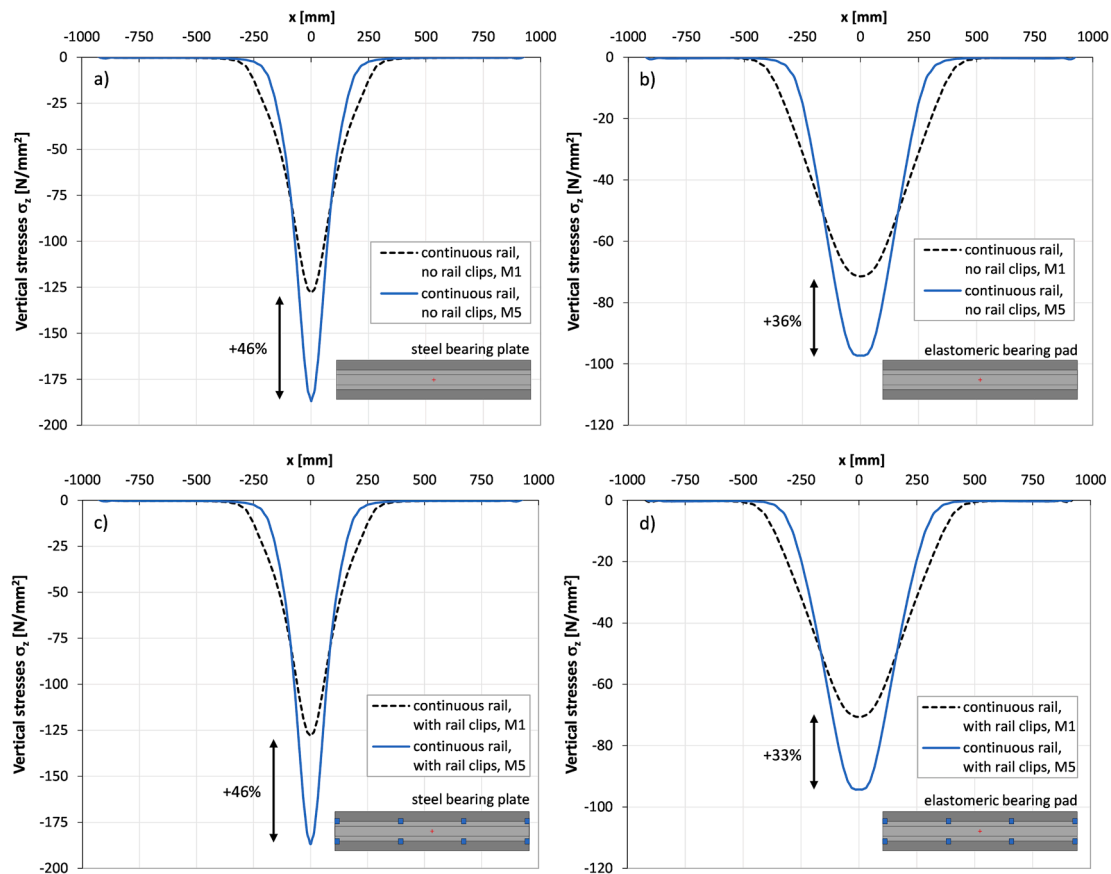 x [mm]
-1000 -750 -500 -250 0 250 500 750 1000
Vertical stresses σz [N/mm²]
0
-25
-50
-75
-100
-125
-150
-175
-200
a)
continuous rail,
no rail clips, M1
continuous rail,
no rail clips, M5
+46%
steel bearing plate
x [mm]
-1000 -750 -500 -250 0 250 500 750 1000
Vertical stresses σz [N/mm²]
0
-20
-40
-60
-80
-100
-120
b)
continuous rail,
no rail clips, M1
continuous rail,
no rail clips, M5
+36%
elastomeric bearing pad
x [mm]
-1000 -750 -500 -250 0 250 500 750 1000
Vertical stresses σz [N/mm²]
0
-25
-50
-75
-100
-125
-150
-175
-200
c)
continuous rail,
with rail clips, M1
continuous rail,
with rail clips, M5
+46%
steel bearing plate
x [mm]
-1000 -750 -500 -250 0 250 500 750 1000
Vertical stresses σz [N/mm²]
0
-20
-40
-60
-80
-100
-120
d)
continuous rail,
with rail clips, M1
continuous rail,
with rail clips, M5
+33%
elastomeric bearing pad